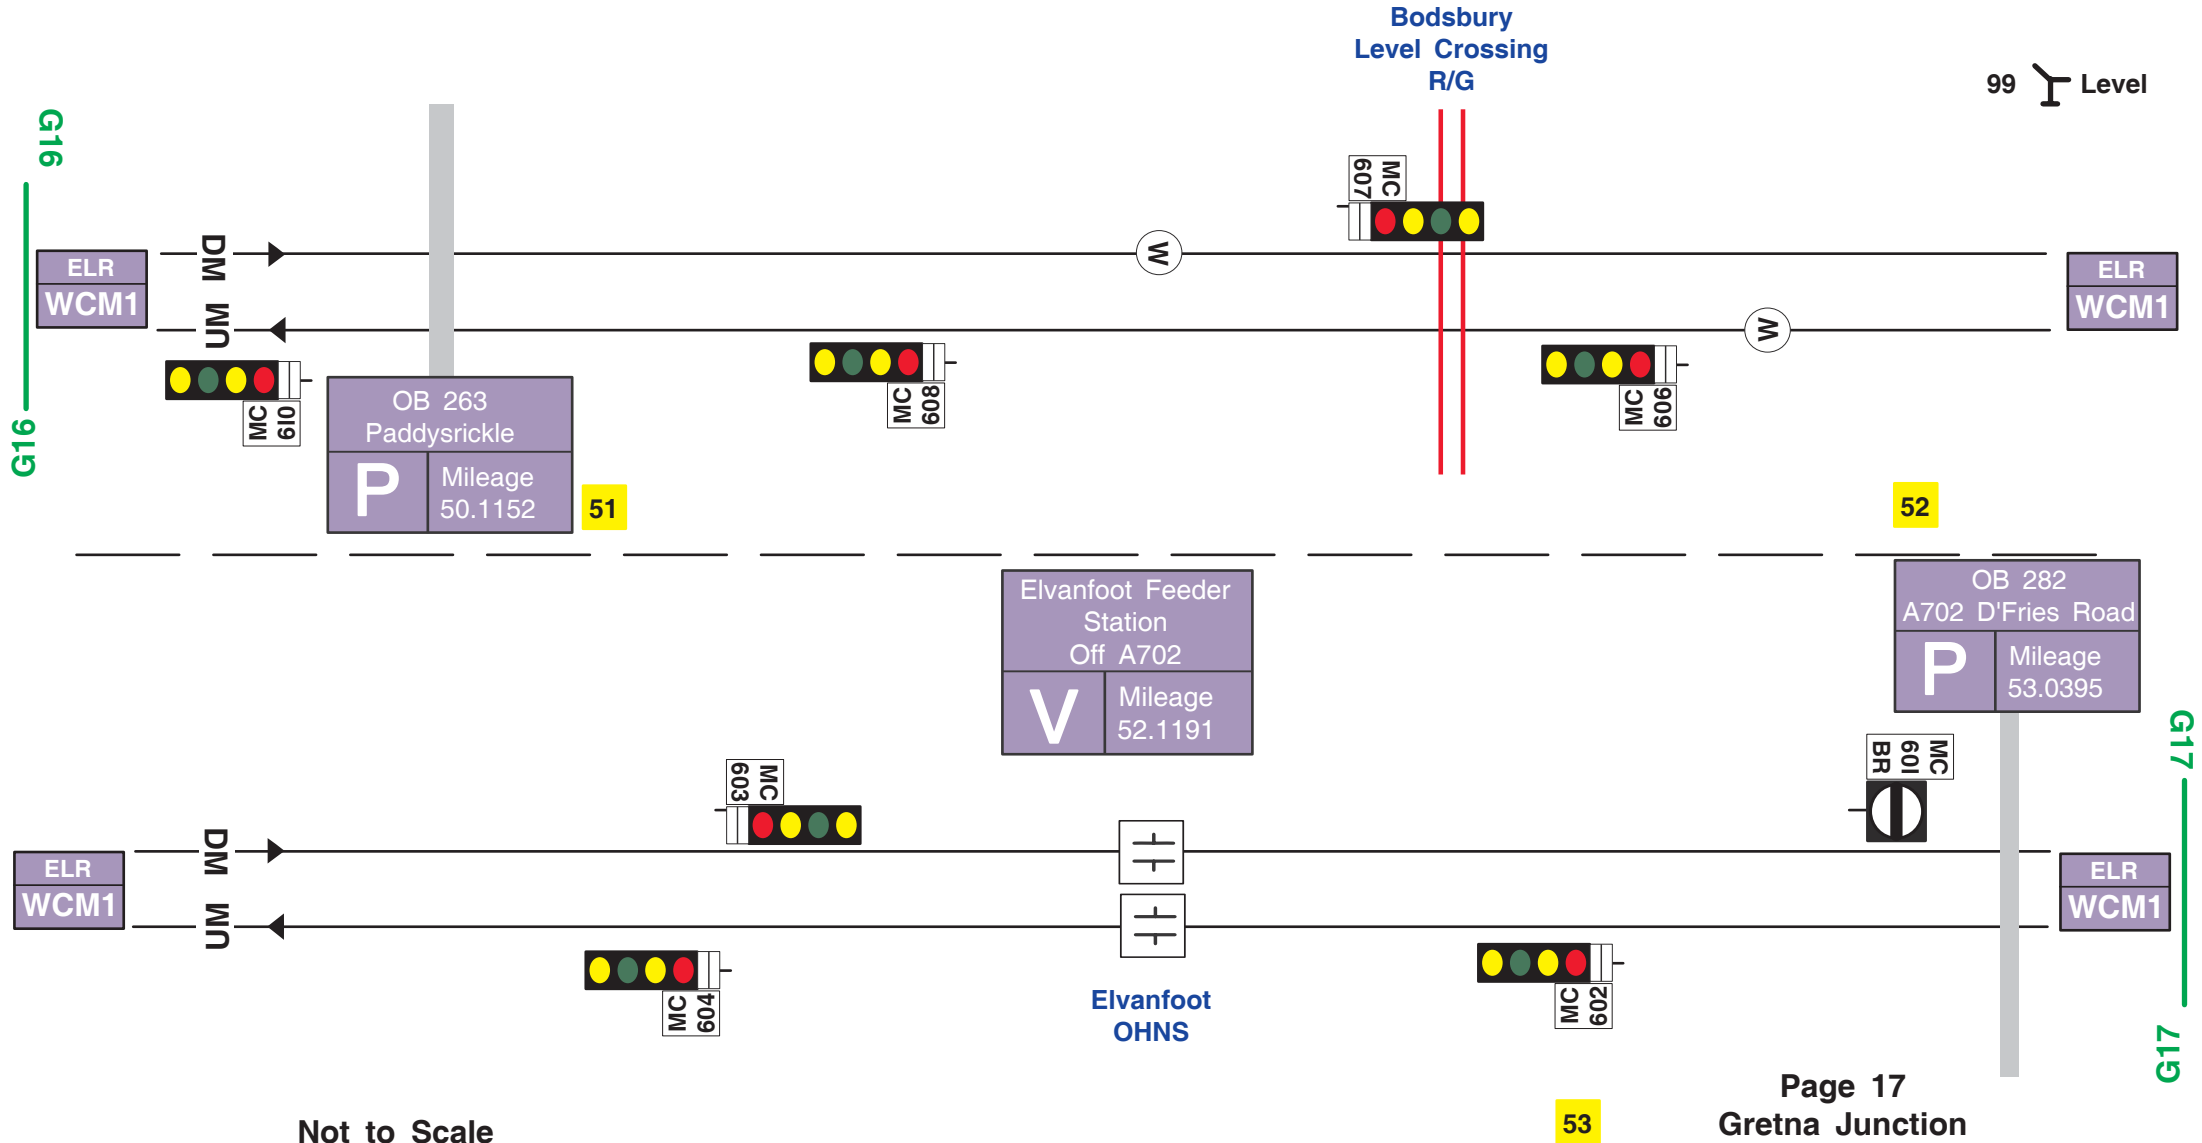 Bodsbury
Level Crossing
R/G
99 Level
G16
G16
MC
607
ELR
WCM1
DM
UM
W
W
ELR
WCM1
MC
6I0
MC
608
MC
606
OB 263
Paddysrickle
P
Mileage
50.1152
51
52
Elvanfoot Feeder
Station
Off A702
V
Mileage
52.1191
OB 282
A702 D'Fries Road
P
Mileage
53.0395
G17
G17
MC
603
MC
60I
BR
ELR
WCM1
DM
UM
ELR
WCM1
MC
604
MC
602
Elvanfoot
OHNS
53
Page 17
Gretna Junction
Not to Scale